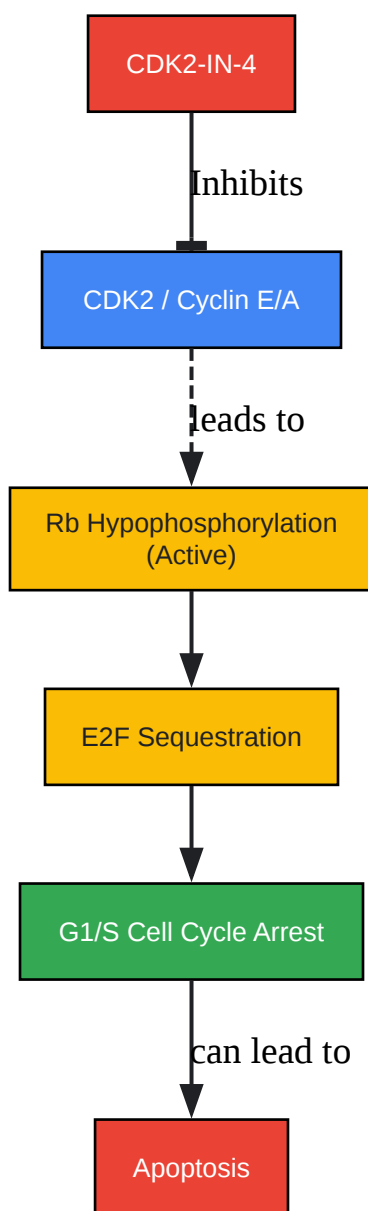 CDK2-IN-4
Inhibits
CDK2 / Cyclin E/A
leads to
Rb Hypophosphorylation
(Active)
E2F Sequestration
G1/S Cell Cycle Arrest
can lead to
Apoptosis